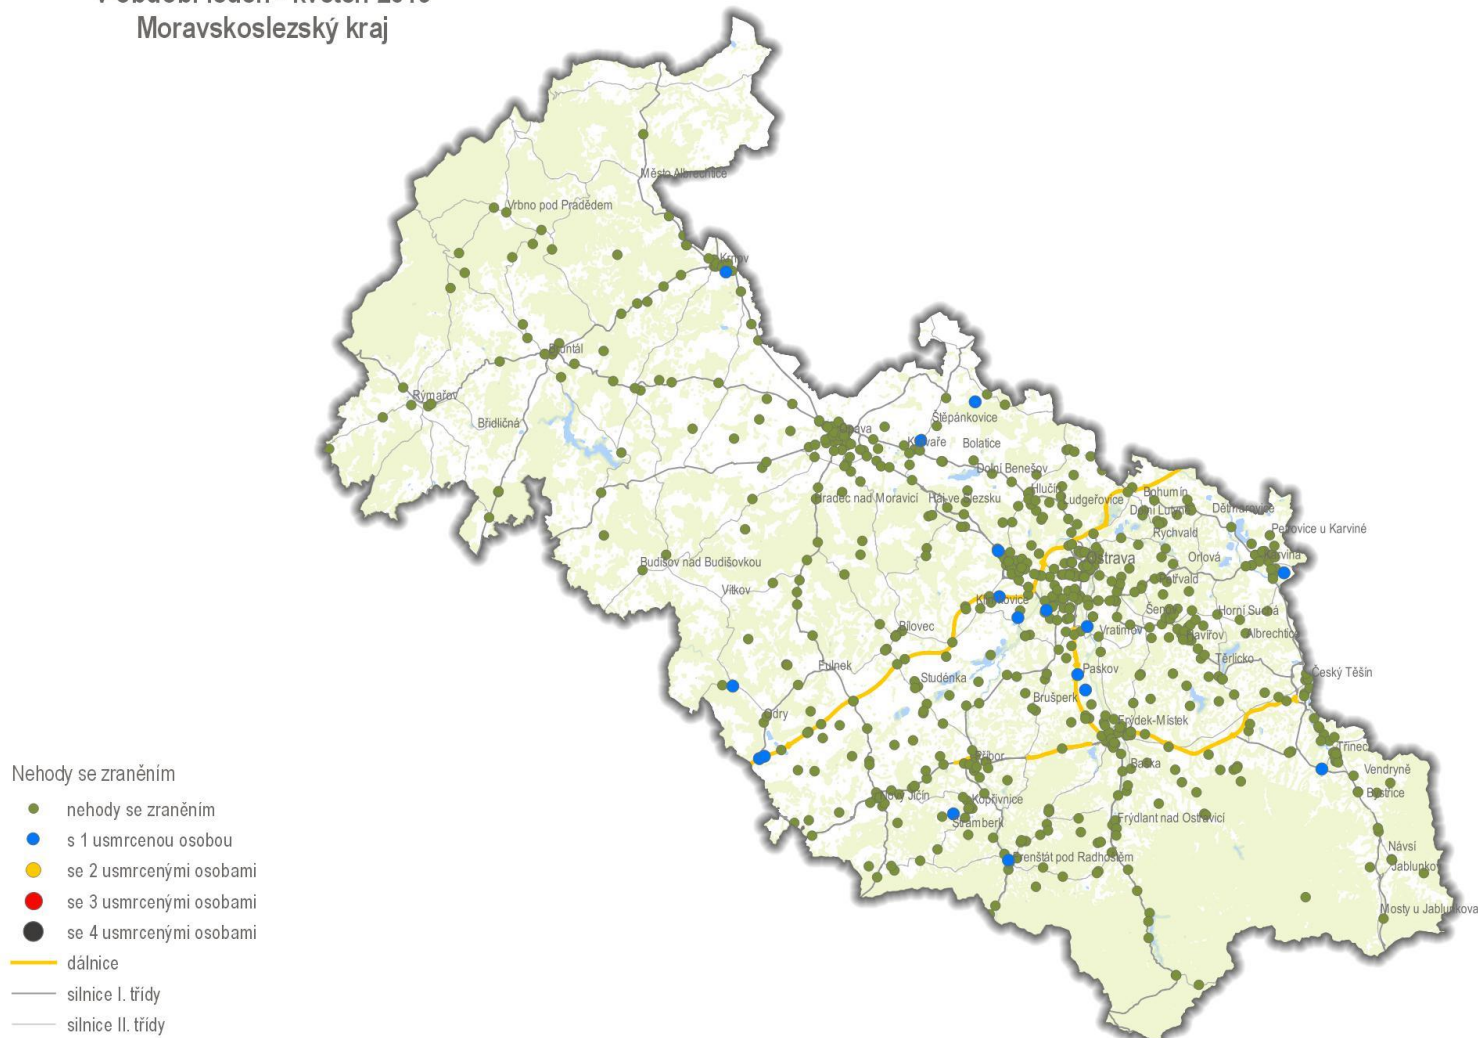 Moravskoslezský kraj
Město Albrechtice
Vrbno pod Pradědem
Krnov
Bruntál
Rýmařov
Břidličná
Opava
Štěpánkovice
Kravaře
Bolatice
Dolní Benešov
Hradec nad Moravicí
Háj ve Slezsku
Hlučín
Ludgeřovice
Bohumín
Dolní Lutyně
Dětmarovice
Rychvald
Petrovice u Karviné
Ostrava
Orlová
Karviná
Budišov nad Budišovkou
Vítkov
Petřvald
Klimkovice
Šenov
Horní Suchá
Bílovec
Vratimov
Havířov
Albrechtice
Těrlicko
Fulnek
Studénka
Paskov
Český Těšín
Brušperk
Odry
Frýdek-Místek
Třinec
Příbor
Baška
Vendryně
Nový Jičín
Kopřivnice
Bystřice
Štramberk
Frýdlant nad Ostravicí
Návsí
Frenštát pod Radhoštěm
Jablunkov
Mosty u Jablunkova
Nehody se zraněním
nehody se zraněním
s 1 usmrcenou osobou
se 2 usmrcenými osobami
se 3 usmrcenými osobami
se 4 usmrcenými osobami
dálnice
silnice I. třídy
silnice II. třídy